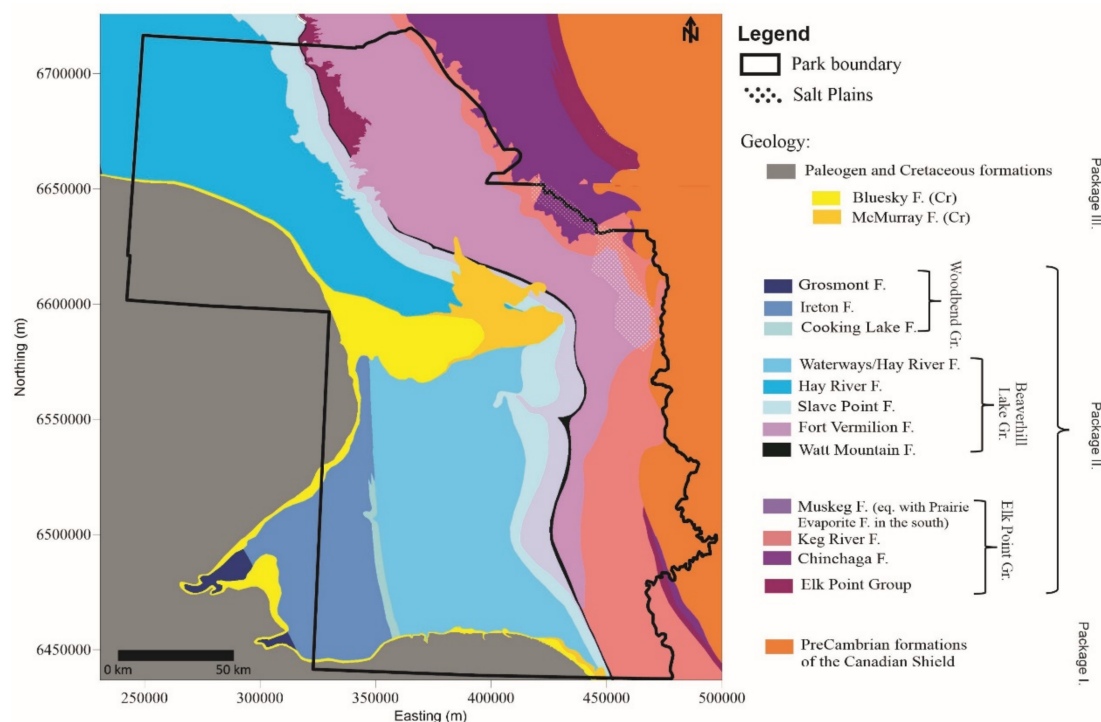 N
Legend
Park boundary
Salt Plains
Geology:
Paleogen and Cretaceous formations
Bluesky F. (Cr)
McMurray F. (Cr)
Package III.
Grosmont F.
Ireton F.
Cooking Lake F.
Woodbend Gr.
Waterways/Hay River F.
Hay River F.
Slave Point F.
Fort Vermilion F.
Watt Mountain F.
Beaverhill
Lake Gr.
Package II.
Muskeg F. (eq. with Prairie
Evaporite F. in the south)
Keg River F.
Chinchaga F.
Elk Point Group
Elk Point Gr.
PreCambrian formations
of the Canadian Shield
Package I.
Northing (m)
6700000
6650000
6600000
6550000
6500000
6450000
0 km
50 km
250000
300000
350000
400000
450000
500000
Easting (m)